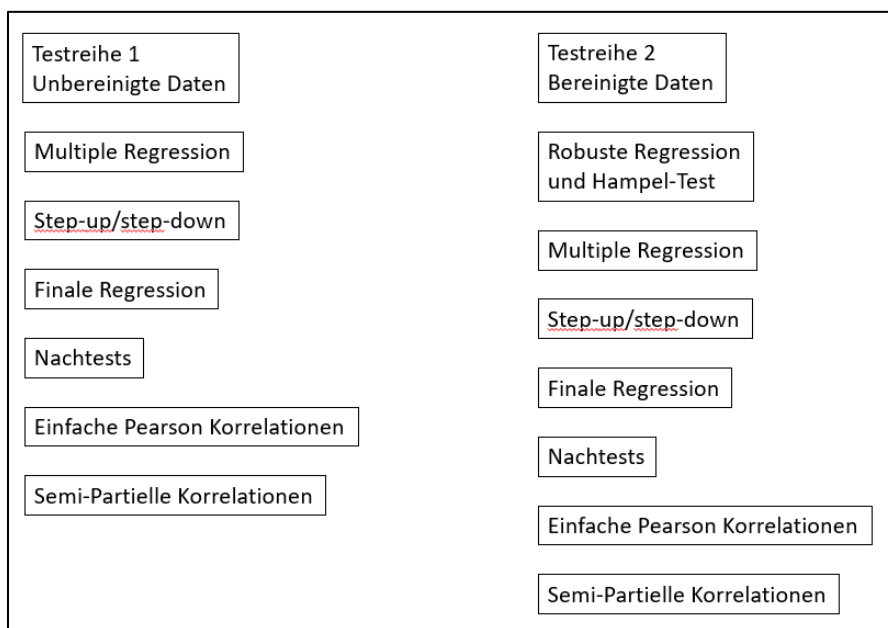 Testreihe 1
Unbereinigte Daten
Multiple Regression
Step-up/step-down
Finale Regression
Nachtests
Einfache Pearson Korrelationen
Semi-Partielle Korrelationen
Testreihe 2
Bereinigte Daten
Robuste Regression
und Hampel-Test
Multiple Regression
Step-up/step-down
Finale Regression
Nachtests
Einfache Pearson Korrelationen
Semi-Partielle Korrelationen